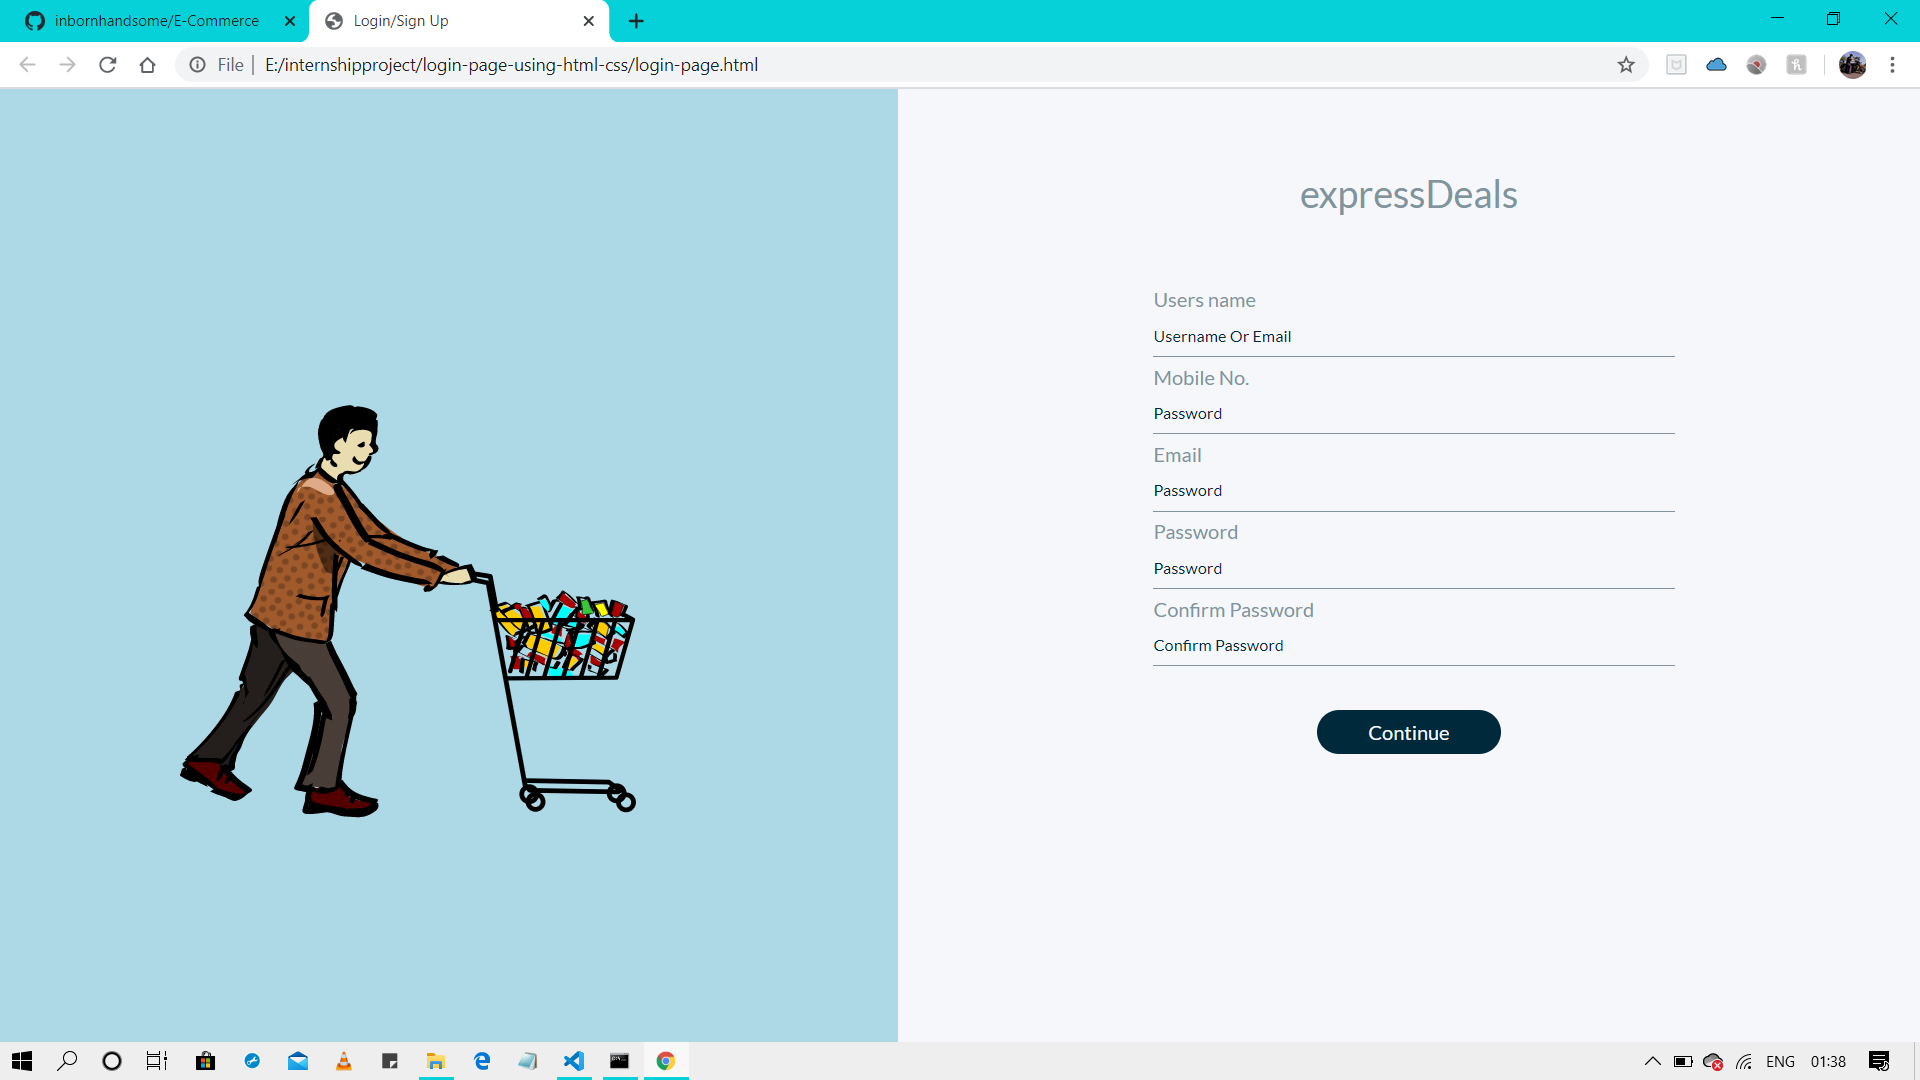 inbornhandsome/E-Commerce
Login/Sign Up
File
E:/internshipproject/login-page-using-html-css/login-page.html
expressDeals
Users name
Username Or Email
Mobile No.
Password
Email
Password
Password
Password
Confirm Password
Confirm Password
Continue
ENG
01:38